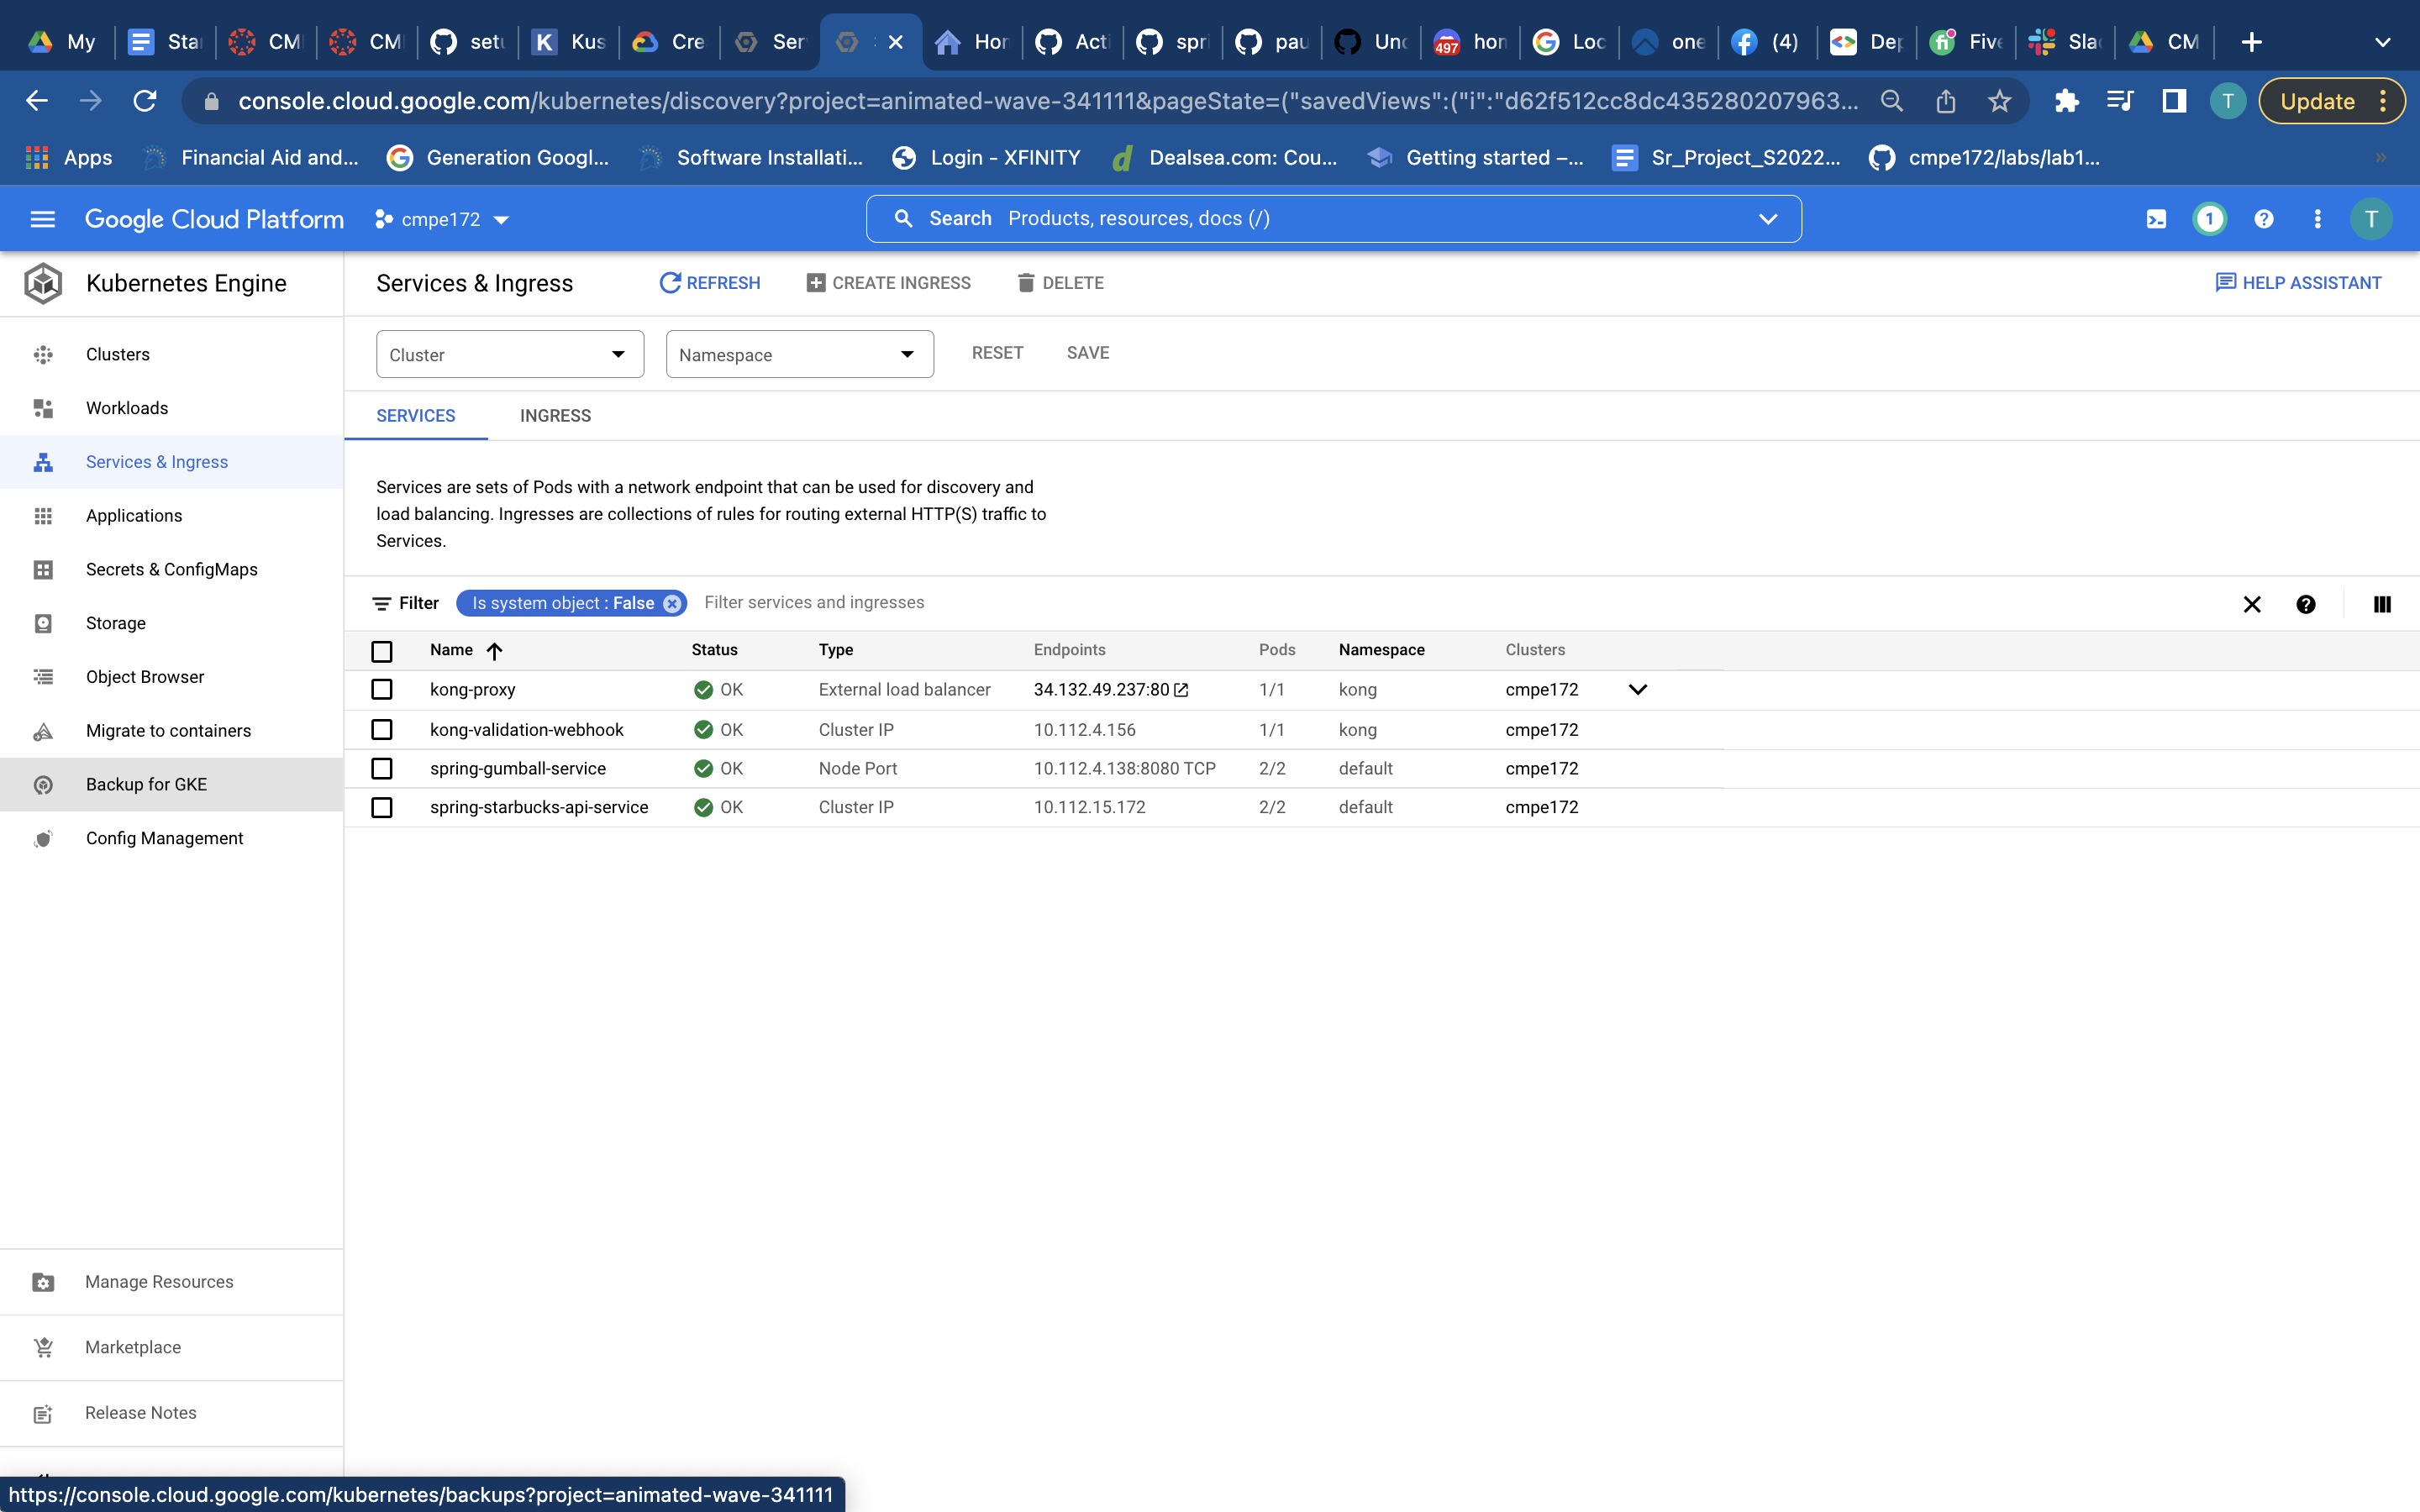 My Sta CM CM setu Kus Cre Ser Hor Acti spri pau Unc 497 hon Loc one (4) Dep Five Sla CM
console.cloud.google.com/kubernetes/discovery?project=animated-wave-341111&pageState=("savedViews":("i":"d62f512cc8dc435280207963... T Update
Apps Financial Aid and... Generation Googl... Software Installati... Login - XFINITY Dealsea.com: Cou... Getting started –... Sr_Project_S2022... cmpe172/labs/lab1... »
Google Cloud Platform cmpe172 Search Products, resources, docs (/) 1 T
Kubernetes Engine
Services & Ingress REFRESH CREATE INGRESS DELETE HELP ASSISTANT
Clusters
Workloads
Services & Ingress
Applications
Secrets & ConfigMaps
Storage
Object Browser
Migrate to containers
Backup for GKE
Config Management
Manage Resources
Marketplace
Release Notes
Cluster Namespace RESET SAVE
SERVICES INGRESS
Services are sets of Pods with a network endpoint that can be used for discovery and
load balancing. Ingresses are collections of rules for routing external HTTP(S) traffic to
Services.
Filter Is system object : False Filter services and ingresses
Name Status Type Endpoints Pods Namespace Clusters
kong-proxy OK External load balancer 34.132.49.237:80 1/1 kong cmpe172
kong-validation-webhook OK Cluster IP 10.112.4.156 1/1 kong cmpe172
spring-gumball-service OK Node Port 10.112.4.138:8080 TCP 2/2 default cmpe172
spring-starbucks-api-service OK Cluster IP 10.112.15.172 2/2 default cmpe172
https://console.cloud.google.com/kubernetes/backups?project=animated-wave-341111